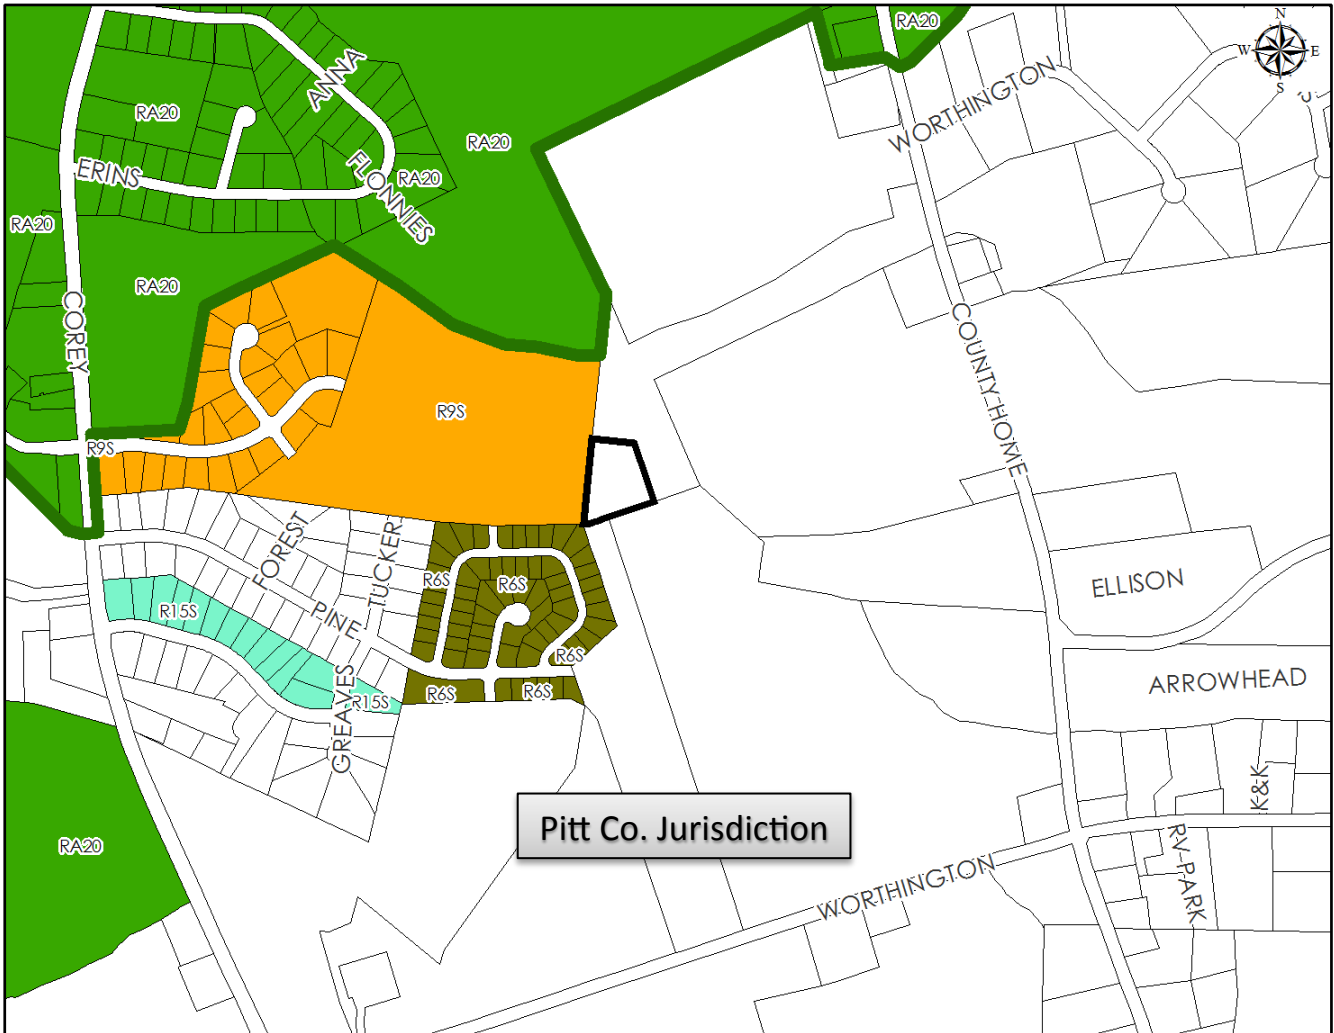 RA20
N
W
E
S
ANNA
WORTHINGTON
RA20
RA20
ERINS
FLONNIES
RA20
RA20
RA20
COREY
COUNTY HOME
R9S
R9S
FOREST
TUCKER
R6S
R6S
ELLISON
R15S
PINE
R6S
GREAVES
R15S
R6S
R6S
ARROWHEAD
K&K
Pitt Co. Jurisdiction
RA20
RV PARK
WORTHINGTON